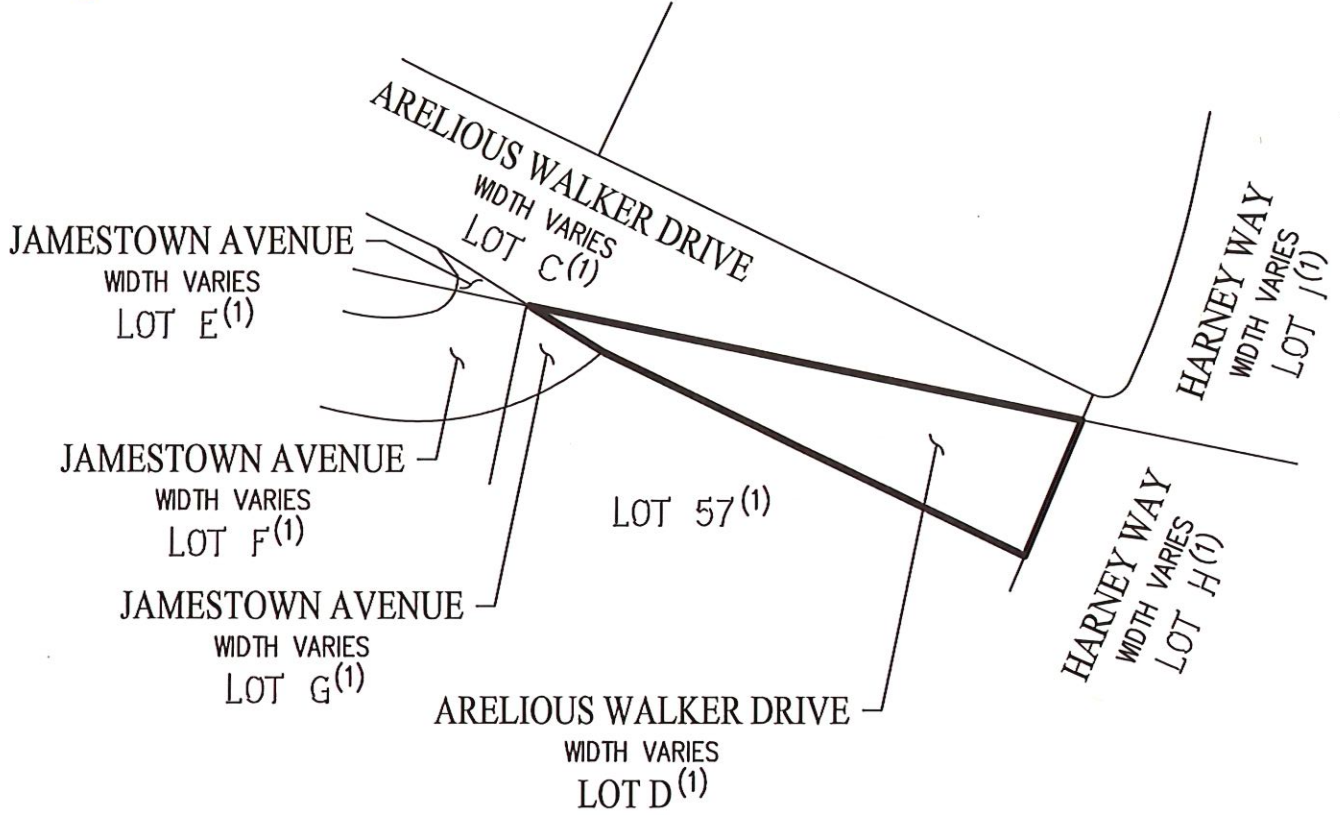 ARELIOUS WALKER DRIVE
WIDTH VARIES
LOT C(1)
JAMESTOWN AVENUE
WIDTH VARIES
LOT E(1)
HARNEY WAY
WIDTH VARIES
LOT I(1)
JAMESTOWN AVENUE
WIDTH VARIES
LOT F(1)
LOT 57(1)
HARNEY WAY
WIDTH VARIES
LOT H(1)
JAMESTOWN AVENUE
WIDTH VARIES
LOT G(1)
ARELIOUS WALKER DRIVE
WIDTH VARIES
LOT D(1)